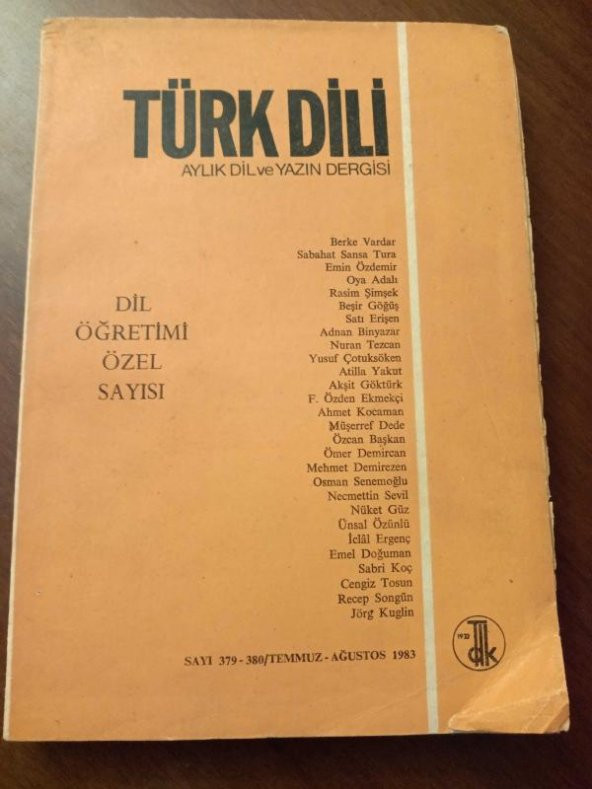 TÜRK DİLİ
AYLIK DİL ve YAZIN DERGİSİ
DİL
ÖĞRETİMİ
ÖZEL
SAYISI
Berke Vardar
Sabahat Sansa Tura
Emin Özdemir
Oya Adalı
Rasim Şimşek
Beşir Göğüş
Satı Erişen
Adnan Binyazar
Nuran Tezcan
Yusuf Çotuksöken
Atilla Yakut
Akşit Göktürk
F. Özden Ekmekçi
Ahmet Kocaman
Müşerref Dede
Özcan Başkan
Ömer Demircan
Mehmet Demirezen
Osman Senemoğlu
Necmettin Sevil
Nüket Güz
Ünsal Özünlü
İclâl Ergenç
Emel Doğuman
Sabri Koç
Cengiz Tosun
Recep Songün
Jörg Kuglin
SAYI 379-380/TEMMUZ-AĞUSTOS 1983
1932
Tdk